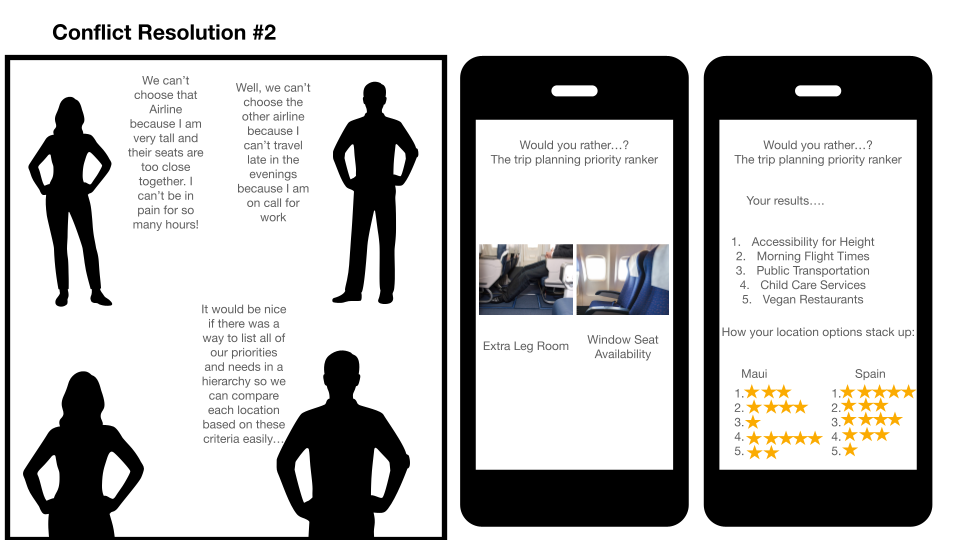 Conflict Resolution #2
We can't
choose that
Airline
because I am
very tall and
their seats are
too close
together. I
can't be in
pain for so
many hours!
Well, we can't
choose the
other airline
because I
can't travel
late in the
evenings
because I am
on call for
work
It would be nice
if there was a
way to list all of
our priorities
and needs in a
hierarchy so we
can compare
each location
based on these
criteria easily…
Would you rather…?
The trip planning priority ranker
Extra Leg Room
Window Seat
Availability
Would you rather…?
The trip planning priority ranker
Your results….
1. Accessibility for Height
2. Morning Flight Times
3. Public Transportation
4. Child Care Services
5. Vegan Restaurants
How your location options stack up:
Maui
1.
2.
3.
4.
5.
Spain
1.
2.
3.
4.
5.